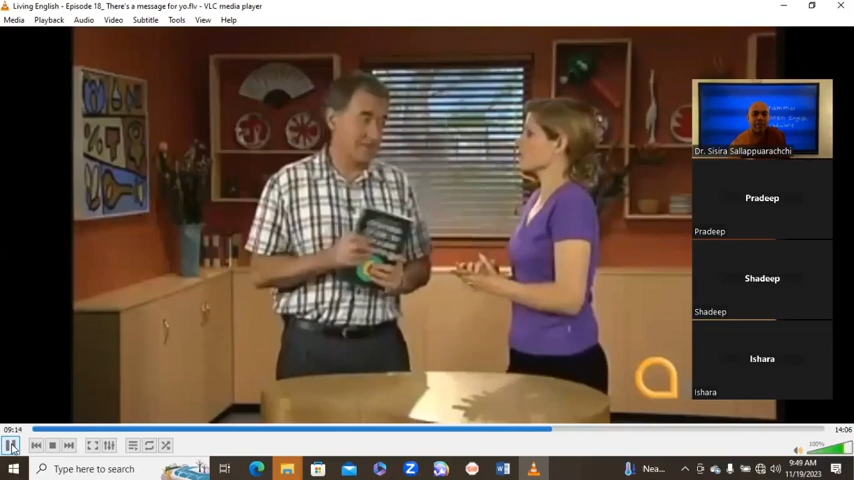 Living English - Episode 18_ There's a message for yo.flv - VLC media player
Media Playback Audio Video Subtitle Tools View Help
Dr. Sisira Sallappuarachchi
Pradeep
Pradeep
Shadeep
Shadeep
Ishara
Ishara
09:14
14:06
100%
Type here to search
Nea...
9:49 AM
11/19/2023